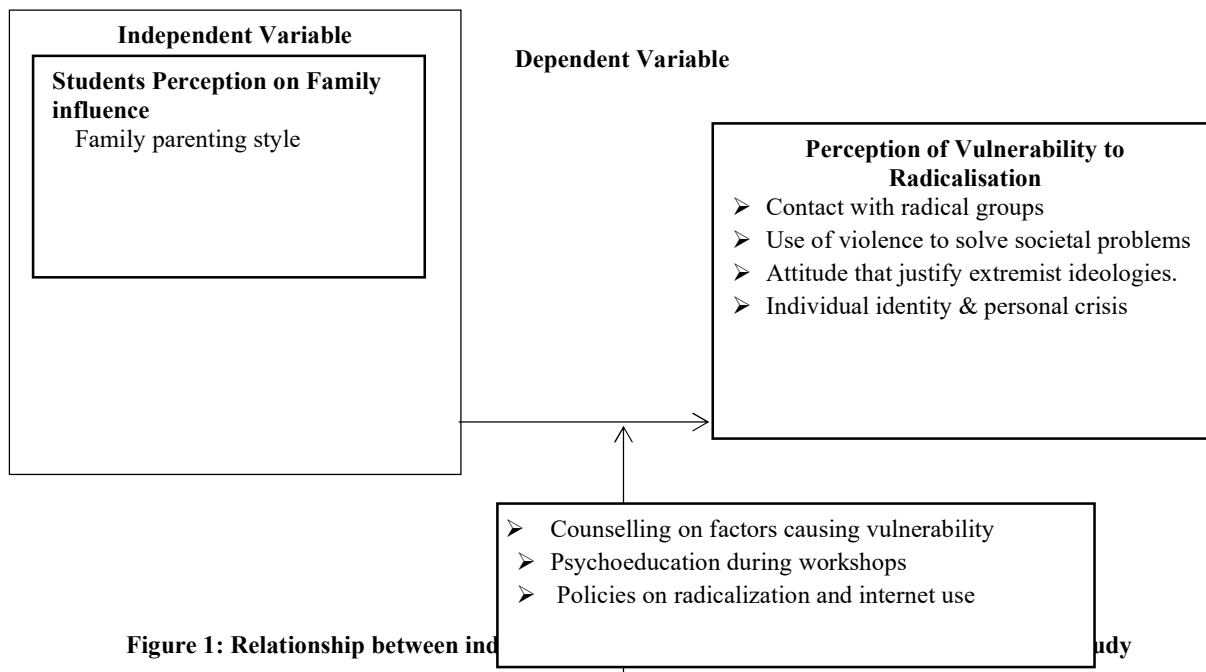 Independent Variable
Students Perception on Family
influence
Family parenting style
Dependent Variable
Perception of Vulnerability to
Radicalisation
➢ Contact with radical groups
➢ Use of violence to solve societal problems
➢ Attitude that justify extremist ideologies.
➢ Individual identity & personal crisis
➢ Counselling on factors causing vulnerability
➢ Psychoeducation during workshops
➢ Policies on radicalization and internet use
Figure 1: Relationship between